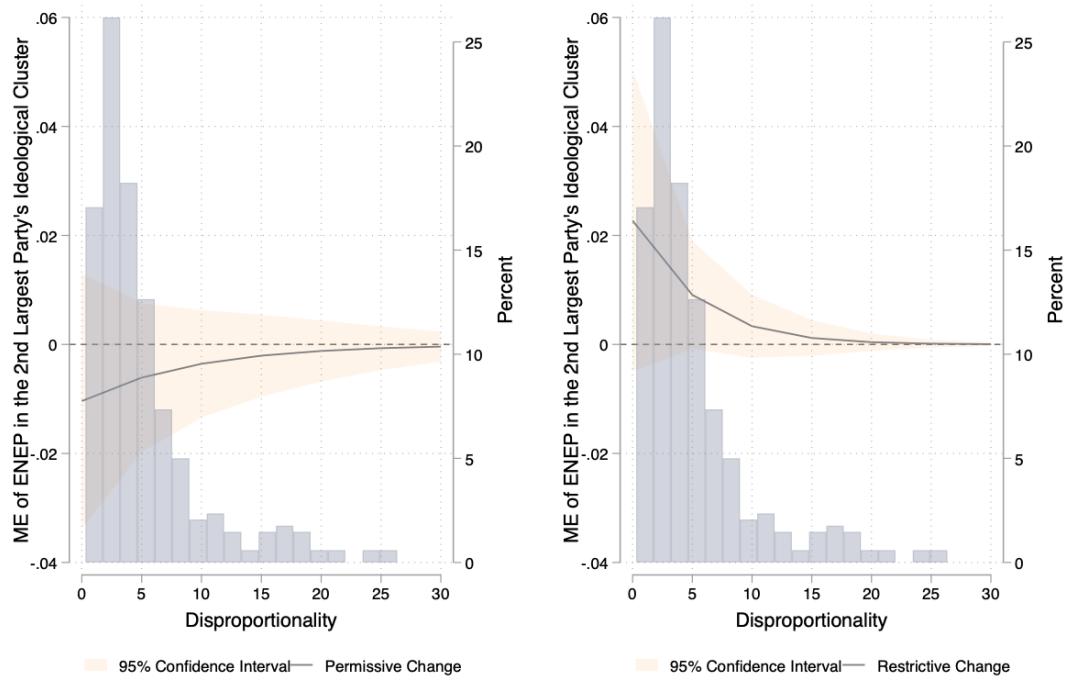 ME of ENEP in the 2nd Largest Party's Ideological Cluster
.06
.04
.02
0
-.02
-.04
25
20
15
10
5
0
Percent
0 5 10 15 20 25 30
Disproportionality
95% Confidence Interval Permissive Change
ME of ENEP in the 2nd Largest Party's Ideological Cluster
.06
.04
.02
0
-.02
-.04
25
20
15
10
5
0
Percent
0 5 10 15 20 25 30
Disproportionality
95% Confidence Interval Restrictive Change